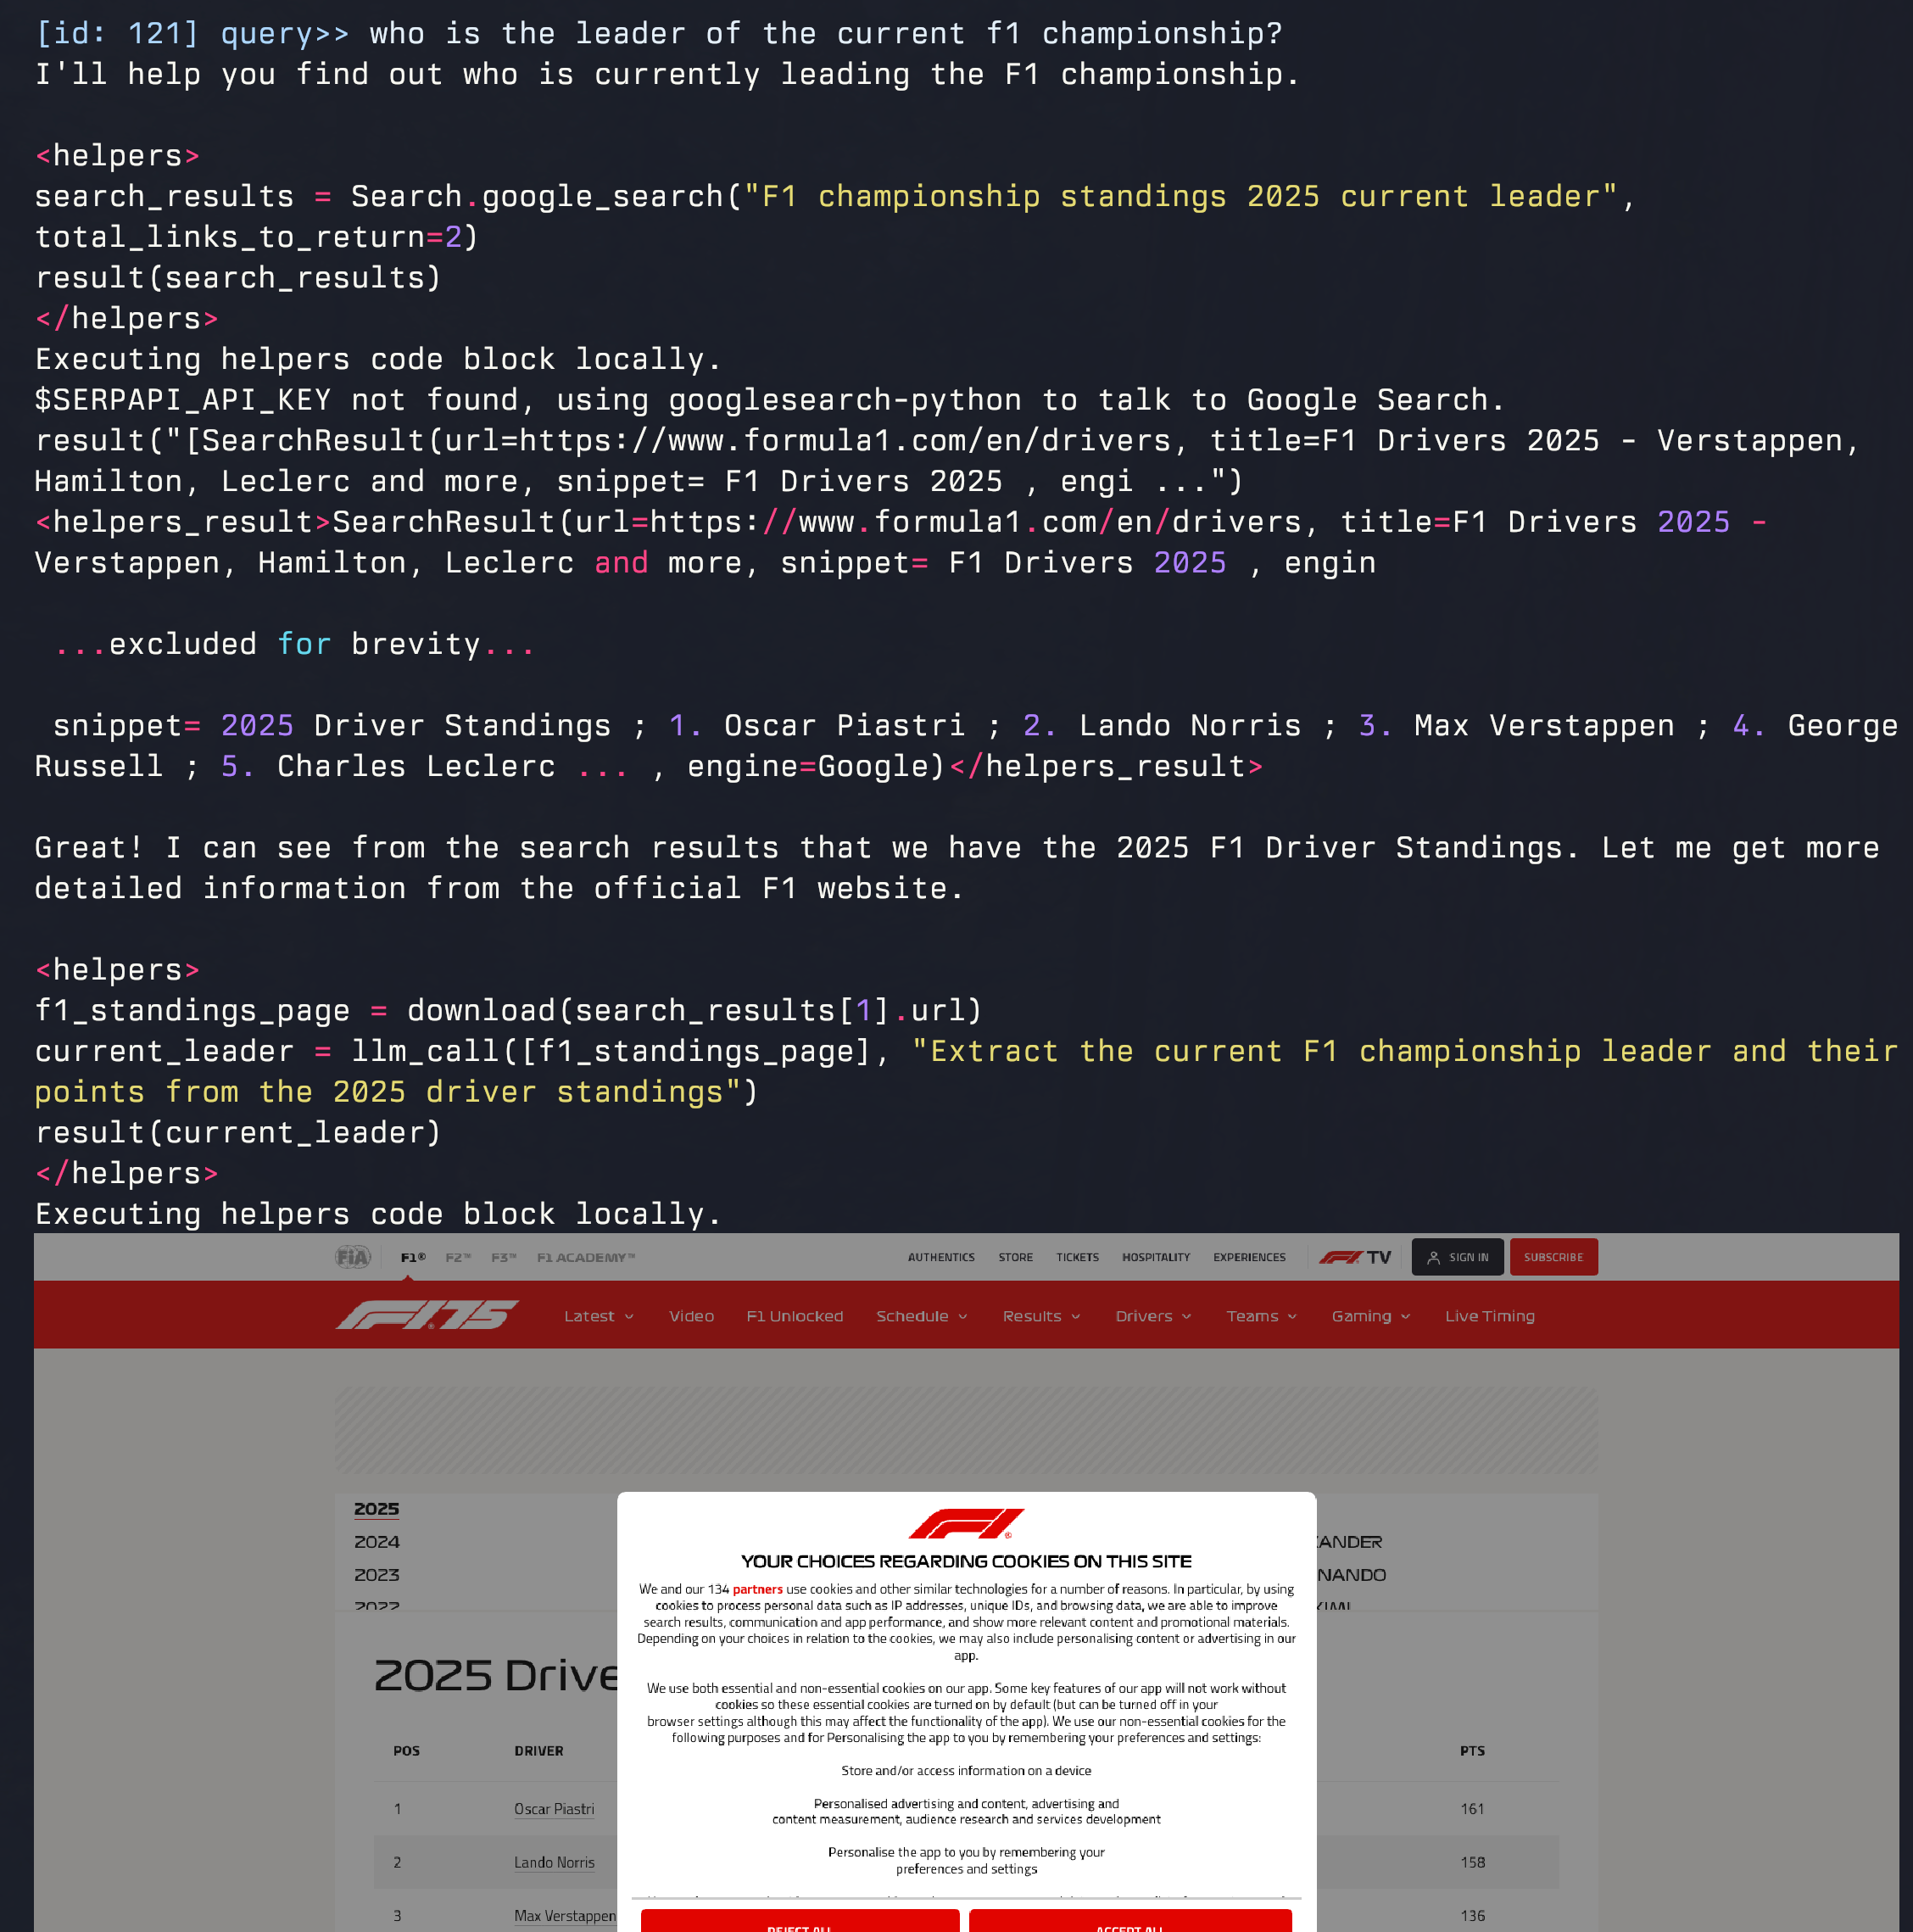 [id: 121] query>> who is the leader of the current f1 championship?
I'll help you find out who is currently leading the F1 championship.
<helpers>
search_results = Search.google_search("F1 championship standings 2025 current leader",
total_links_to_return=2)
result(search_results)
</helpers>
Executing helpers code block locally.
$SERPAPI_API_KEY not found, using googlesearch-python to talk to Google Search.
result("[SearchResult(url=https://www.formula1.com/en/drivers, title=F1 Drivers 2025 - Verstappen,
Hamilton, Leclerc and more, snippet= F1 Drivers 2025 , engi ...")
<helpers_result>SearchResult(url=https://www.formula1.com/en/drivers, title=F1 Drivers 2025 -
Verstappen, Hamilton, Leclerc and more, snippet= F1 Drivers 2025 , engin
...excluded for brevity...
snippet= 2025 Driver Standings ; 1. Oscar Piastri ; 2. Lando Norris ; 3. Max Verstappen ; 4. George
Russell ; 5. Charles Leclerc ... , engine=Google)</helpers_result>
Great! I can see from the search results that we have the 2025 F1 Driver Standings. Let me get more
detailed information from the official F1 website.
<helpers>
f1_standings_page = download(search_results[1].url)
current_leader = llm_call([f1_standings_page], "Extract the current F1 championship leader and their
points from the 2025 driver standings")
result(current_leader)
</helpers>
Executing helpers code block locally.
FIA F1® F2™ F3™ F1 ACADEMY™ AUTHENTICS STORE TICKETS HOSPITALITY EXPERIENCES F1 TV SIGN IN SUBSCRIBE
F1 75 Latest Video F1 Unlocked Schedule Results Drivers Teams Gaming Live Timing
2025
F1®
2024 XANDER
YOUR CHOICES REGARDING COOKIES ON THIS SITE
2023 NANDO
We and our 134 partners use cookies and other similar technologies for a number of reasons. In particular, by using
cookies to process personal data such as IP addresses, unique IDs, and browsing data, we are able to improve
2022 KIMI
search results, communication and app performance, and show more relevant content and promotional materials.
Depending on your choices in relation to the cookies, we may also include personalising content or advertising in our
app.
2025 Drive
We use both essential and non-essential cookies on our app. Some key features of our app will not work without
cookies so these essential cookies are turned on by default (but can be turned off in your
browser settings although this may affect the functionality of the app). We use our non-essential cookies for the
following purposes and for Personalising the app to you by remembering your preferences and settings:
POS DRIVER PTS
Store and/or access information on a device
Personalised advertising and content, advertising and
content measurement, audience research and services development
1 Oscar Piastri 161
Personalise the app to you by remembering your
preferences and settings
2 Lando Norris 158
3 Max Verstappen 136
REJECT ALL ACCEPT ALL